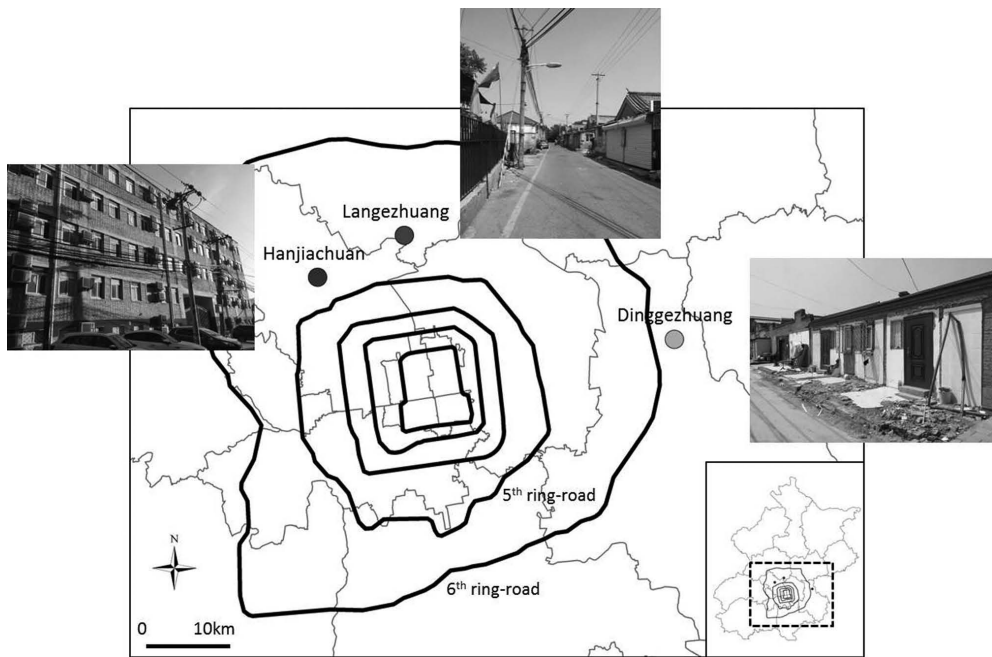 Langezhuang
Hanjiachuan
Dinggezhuang
5th ring-road
6th ring-road
N
0 10km